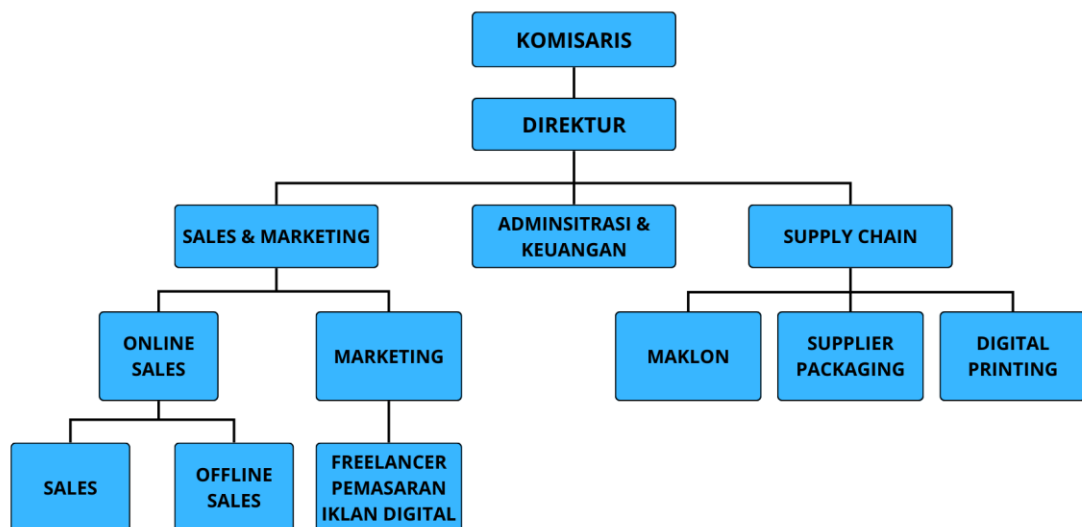 KOMISARIS
DIREKTUR
SALES & MARKETING
ADMINSITRASI &
KEUANGAN
SUPPLY CHAIN
ONLINE
SALES
MARKETING
MAKLON
SUPPLIER
PACKAGING
DIGITAL
PRINTING
SALES
OFFLINE
SALES
FREELANCER
PEMASARAN
IKLAN DIGITAL